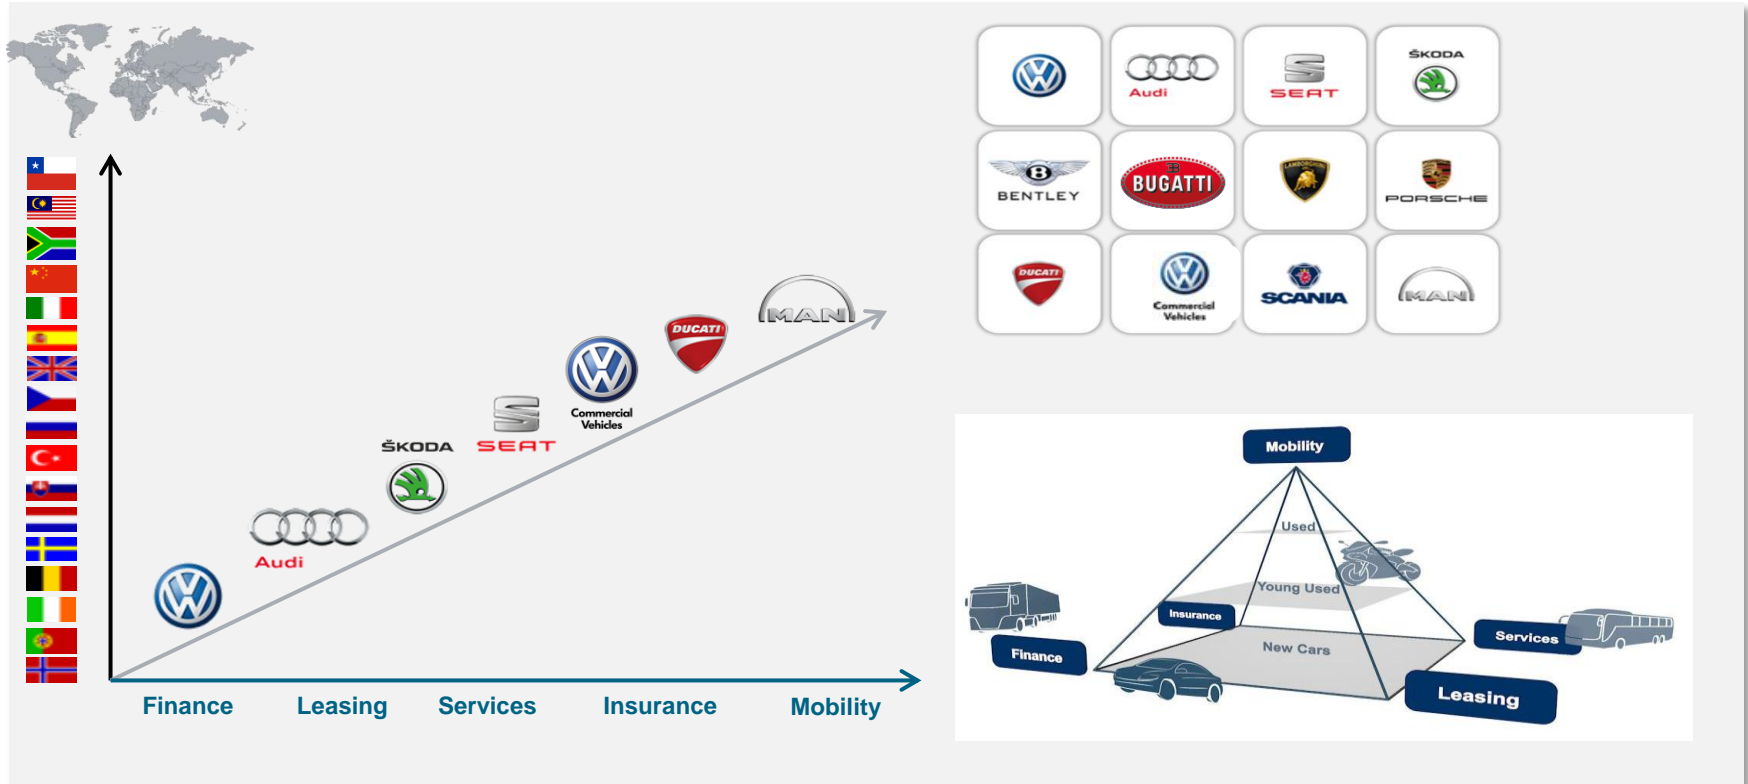 ŠKODA
Audi
SEAT
BENTLEY
BUGATTI
LAMBORGHINI
PORSCHE
DUCATI
Commercial
Vehicles
SCANIA
MAN
MAN
DUCATI
Commercial
Vehicles
ŠKODA
SEAT
Audi
Finance
Leasing
Services
Insurance
Mobility
Mobility
Used
Young Used
Insurance
Services
Finance
New Cars
Leasing